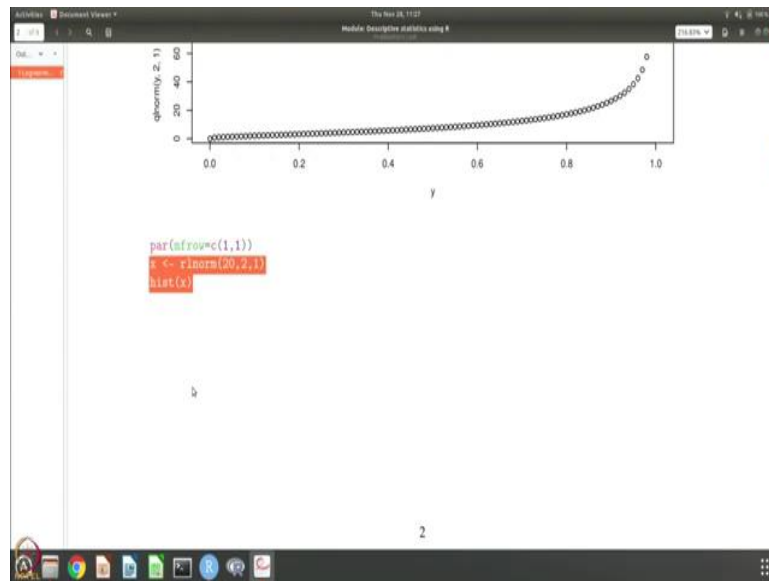 Activities Document Viewer Thu Nov 28, 11:27
Module: Descriptive statistics using R
2
Out...
qlnorm(y, 2, 1)
60
40
20
0
0.0 0.2 0.4 0.6 0.8 1.0
y
par(mfrow=c(1,1))
x <- rlnorm(20,2,1)
hist(x)
2